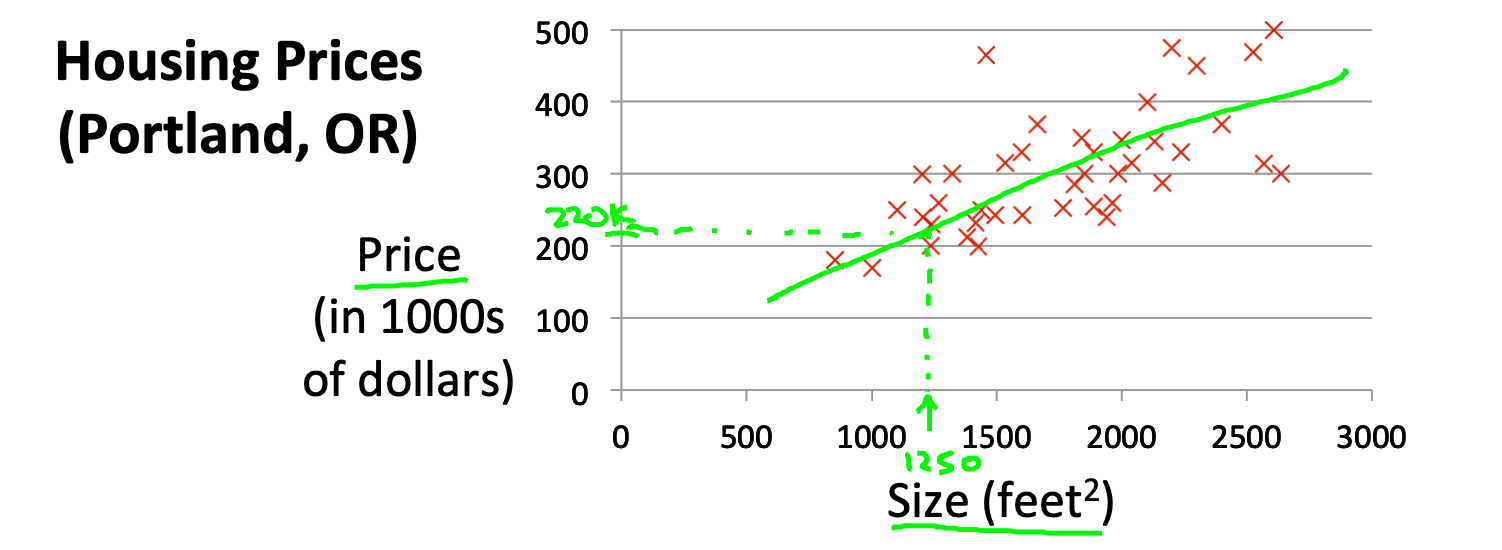 Housing Prices
(Portland, OR)
500
400
300
220K
200
100
0
Price
(in 1000s
of dollars)
0 500 1000 1500 2000 2500 3000
1250
Size (feet²)